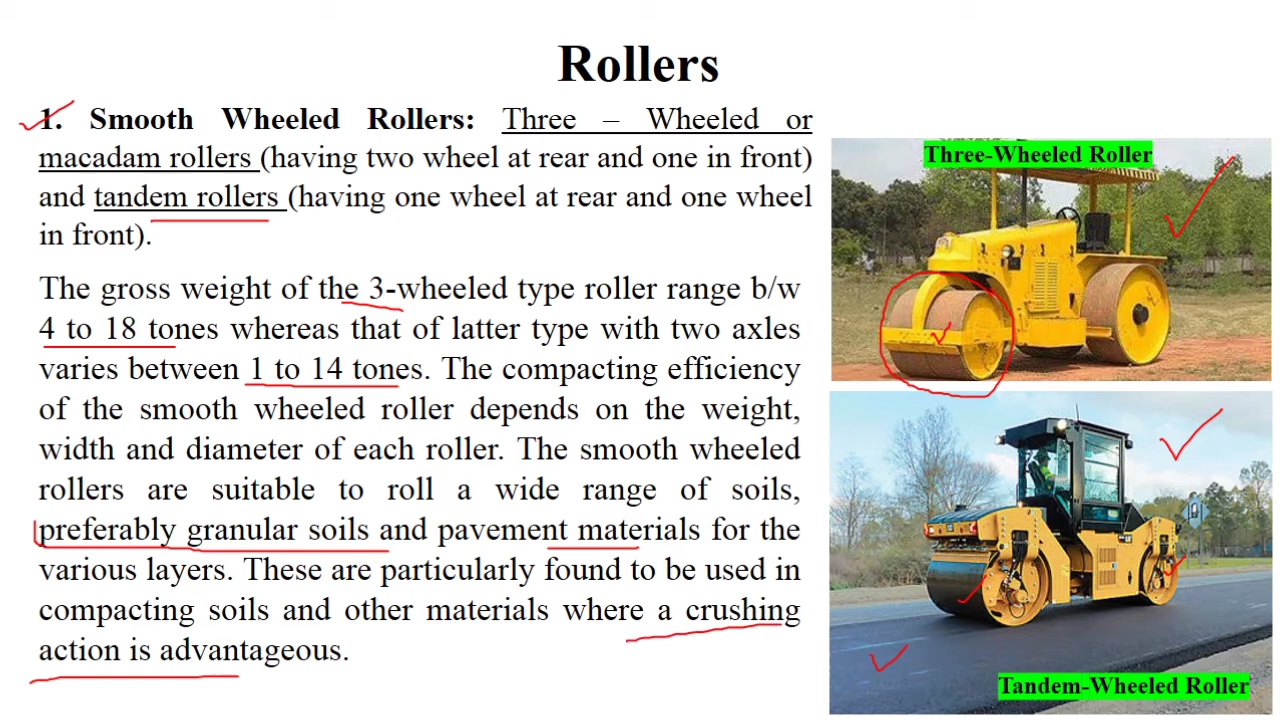 Rollers
1. Smooth Wheeled Rollers: Three – Wheeled or
macadam rollers (having two wheel at rear and one in front)
and tandem rollers (having one wheel at rear and one wheel
in front).
The gross weight of the 3-wheeled type roller range b/w
4 to 18 tones whereas that of latter type with two axles
varies between 1 to 14 tones. The compacting efficiency
of the smooth wheeled roller depends on the weight,
width and diameter of each roller. The smooth wheeled
rollers are suitable to roll a wide range of soils,
preferably granular soils and pavement materials for the
various layers. These are particularly found to be used in
compacting soils and other materials where a crushing
action is advantageous.
Three-Wheeled Roller
Tandem-Wheeled Roller